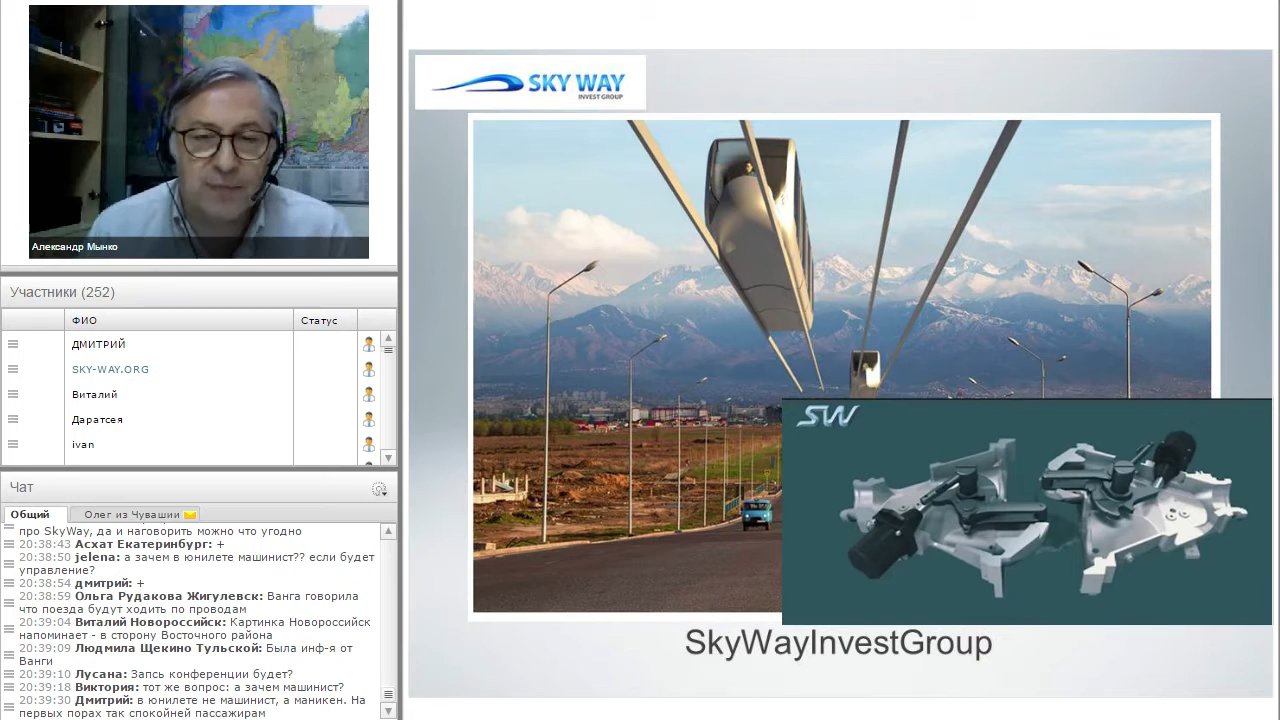 Александр Мынко
Участники (252)
ФИО
Статус
ДМИТРИЙ
SKY-WAY.ORG
Виталий
Даратсея
ivan
Чат
Общий
Олег из Чувашии
про SkyWay, да и наговорить можно что угодно
20:38:43 Асхат Екатеринбург: +
20:38:50 jelena: а зачем в юнилете машинист?? если будет
управление?
20:38:54 дмитрий: +
20:38:59 Ольга Рудакова Жигулевск: Ванга говорила
что поезда будут ходить по проводам
20:39:04 Виталий Новороссийск: Картинка Новороссийск
напоминает - в сторону Восточного района
20:39:09 Людмила Щекино Тульской: Была инф-я от
Ванги
20:39:10 Лусана: Запсь конференции будет?
20:39:18 Виктория: тот же вопрос: а зачем машинист?
20:39:30 Дмитрий: в юнилете не машинист, а маникен. На
первых порах так спокойней пассажирам
SKY WAY
INVEST GROUP
SW
SkyWayInvestGroup